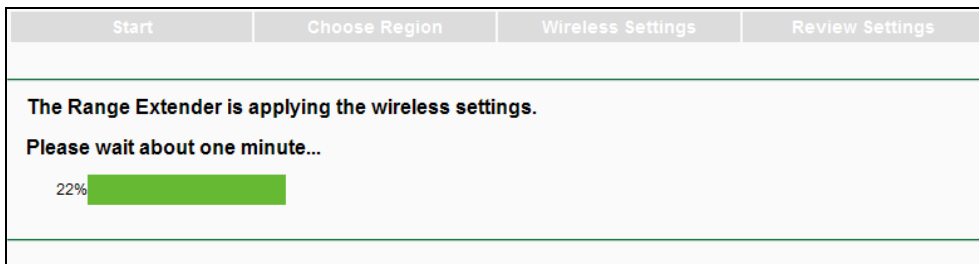 Start Choose Region Wireless Settings Review Settings
The Range Extender is applying the wireless settings.
Please wait about one minute...
22%